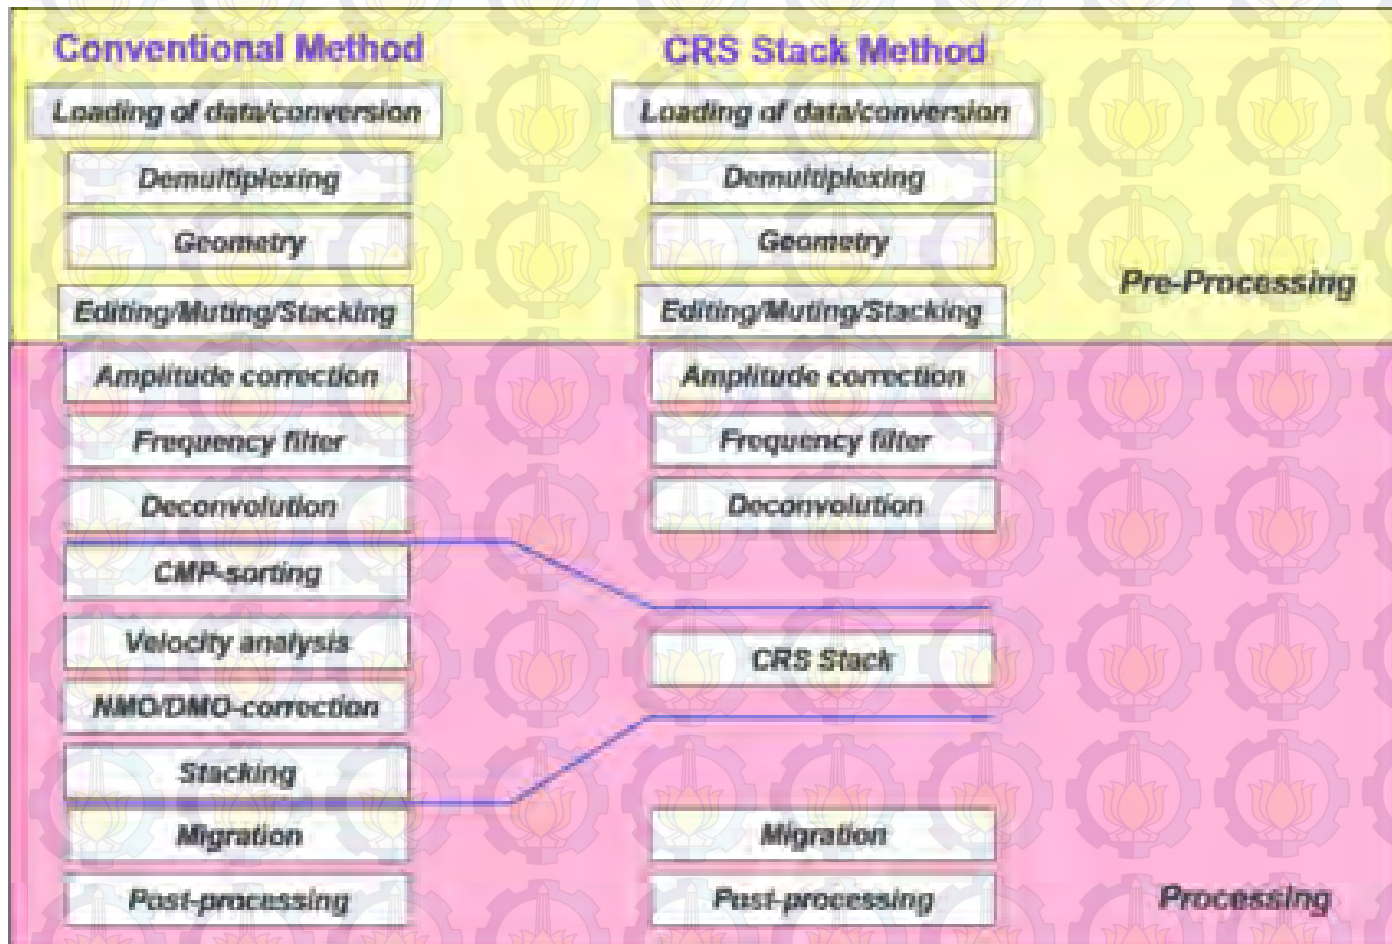 Conventional Method
CRS Stack Method
Loading of data/conversion
Loading of data/conversion
Demultiplexing
Demultiplexing
Geometry
Geometry
Pre-Processing
Editing/Muting/Stacking
Editing/Muting/Stacking
Amplitude correction
Amplitude correction
Frequency filter
Frequency filter
Deconvolution
Deconvolution
CMP-sorting
Velocity analysis
CRS Stack
NMO/DMO-correction
Stacking
Migration
Migration
Post-processing
Post-processing
Processing